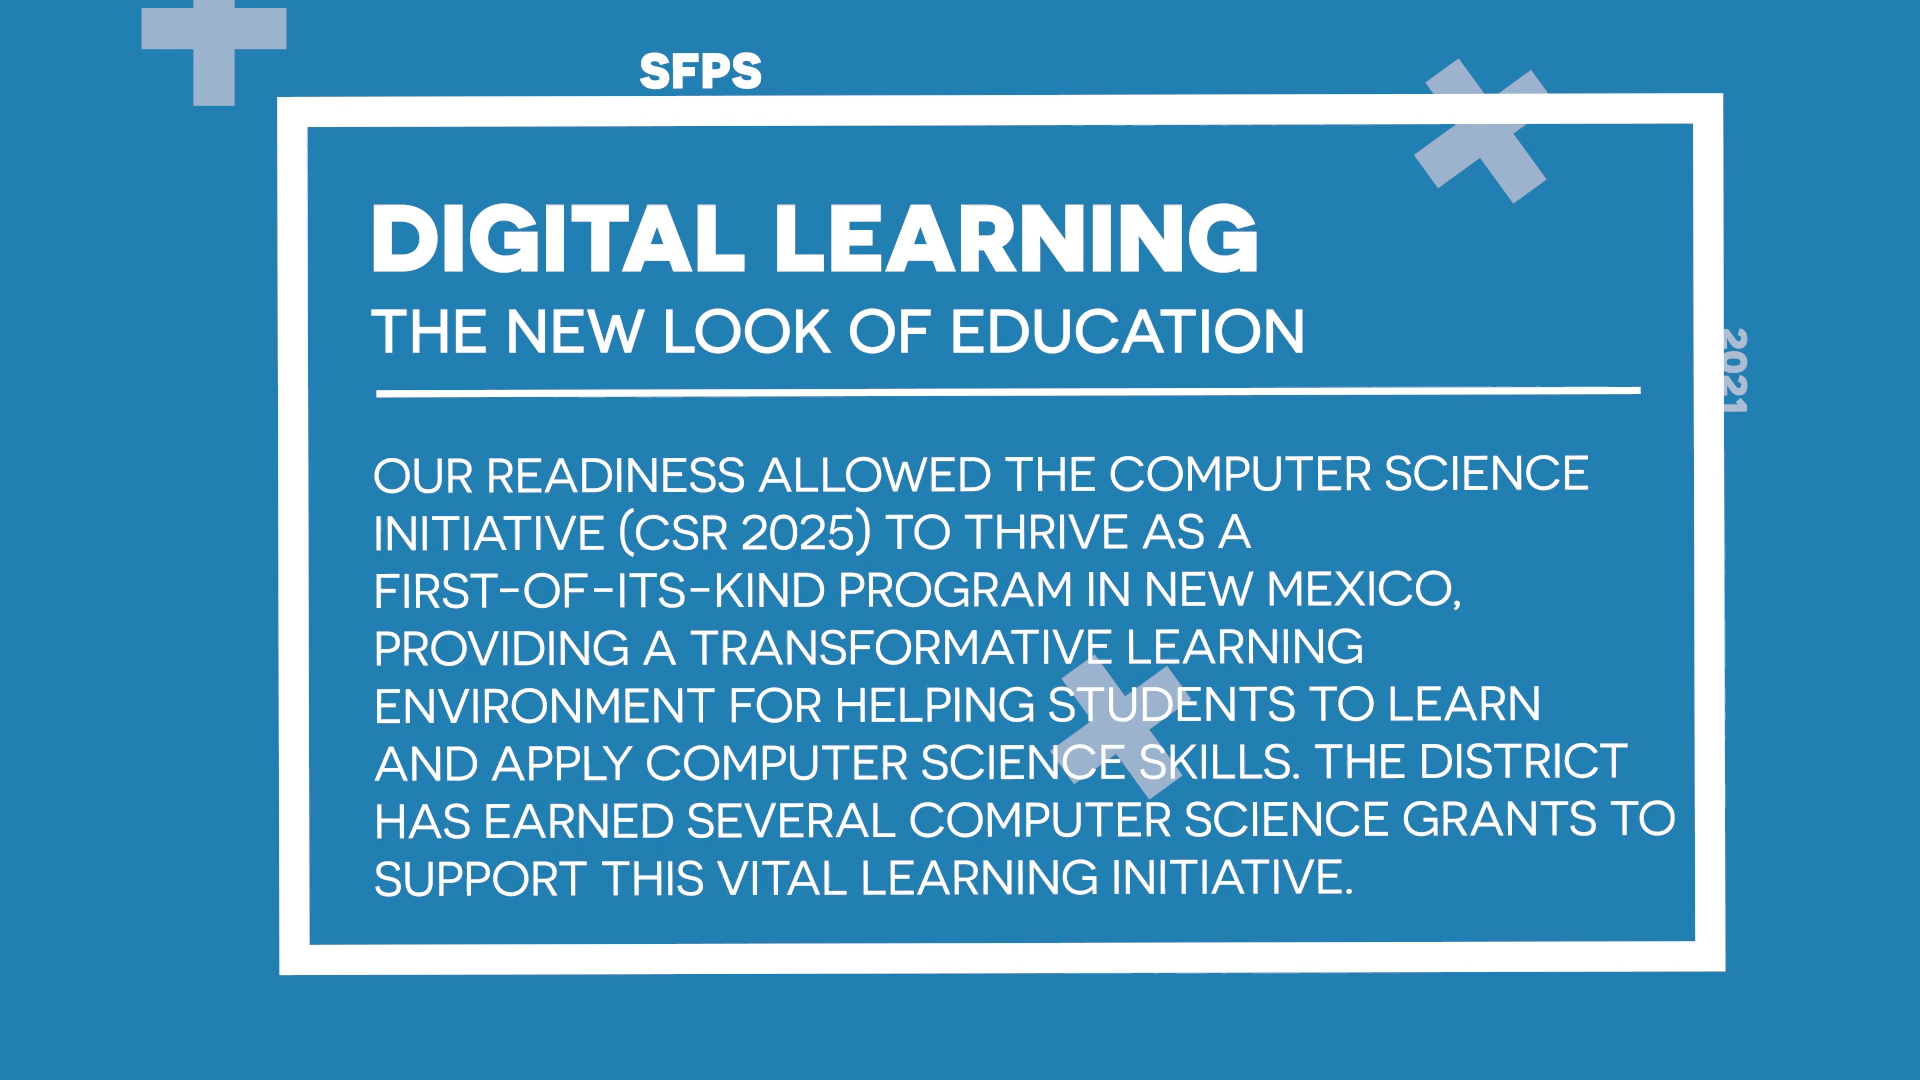 SFPS
DIGITAL LEARNING
THE NEW LOOK OF EDUCATION
2021
OUR READINESS ALLOWED THE COMPUTER SCIENCE
INITIATIVE (CSR 2025) TO THRIVE AS A
FIRST-OF-ITS-KIND PROGRAM IN NEW MEXICO,
PROVIDING A TRANSFORMATIVE LEARNING
ENVIRONMENT FOR HELPING STUDENTS TO LEARN
AND APPLY COMPUTER SCIENCE SKILLS. THE DISTRICT
HAS EARNED SEVERAL COMPUTER SCIENCE GRANTS TO
SUPPORT THIS VITAL LEARNING INITIATIVE.